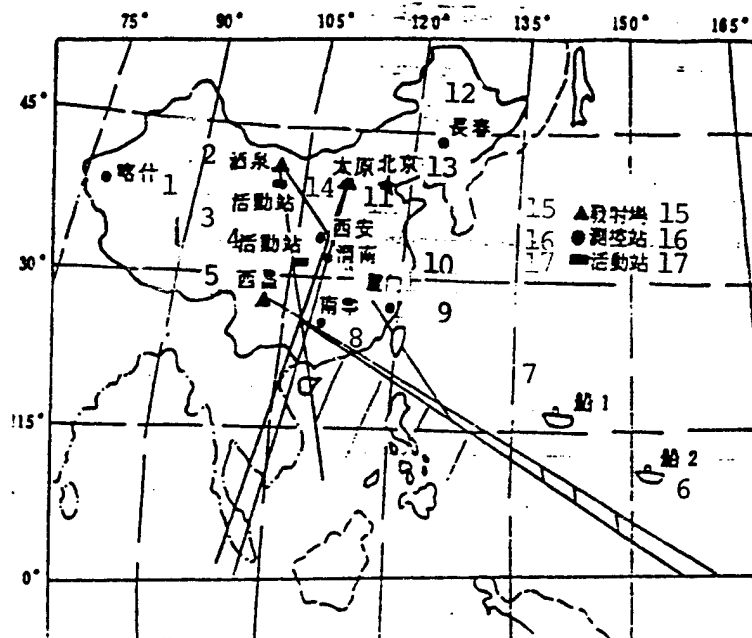 75° 90° 105° 120° 135° 150° 165°
45°
12
長春
2 酒泉 太原 北京 13
喀什 1
14 11
活動站
3
15 ▲發射場 15
西安
16 ●測控站 16
4 活動站 渭南
17 ▬活動站 17
30°
5 10
西昌 廈门
南寧 9
8
7
船1
15°
船2
6
0°